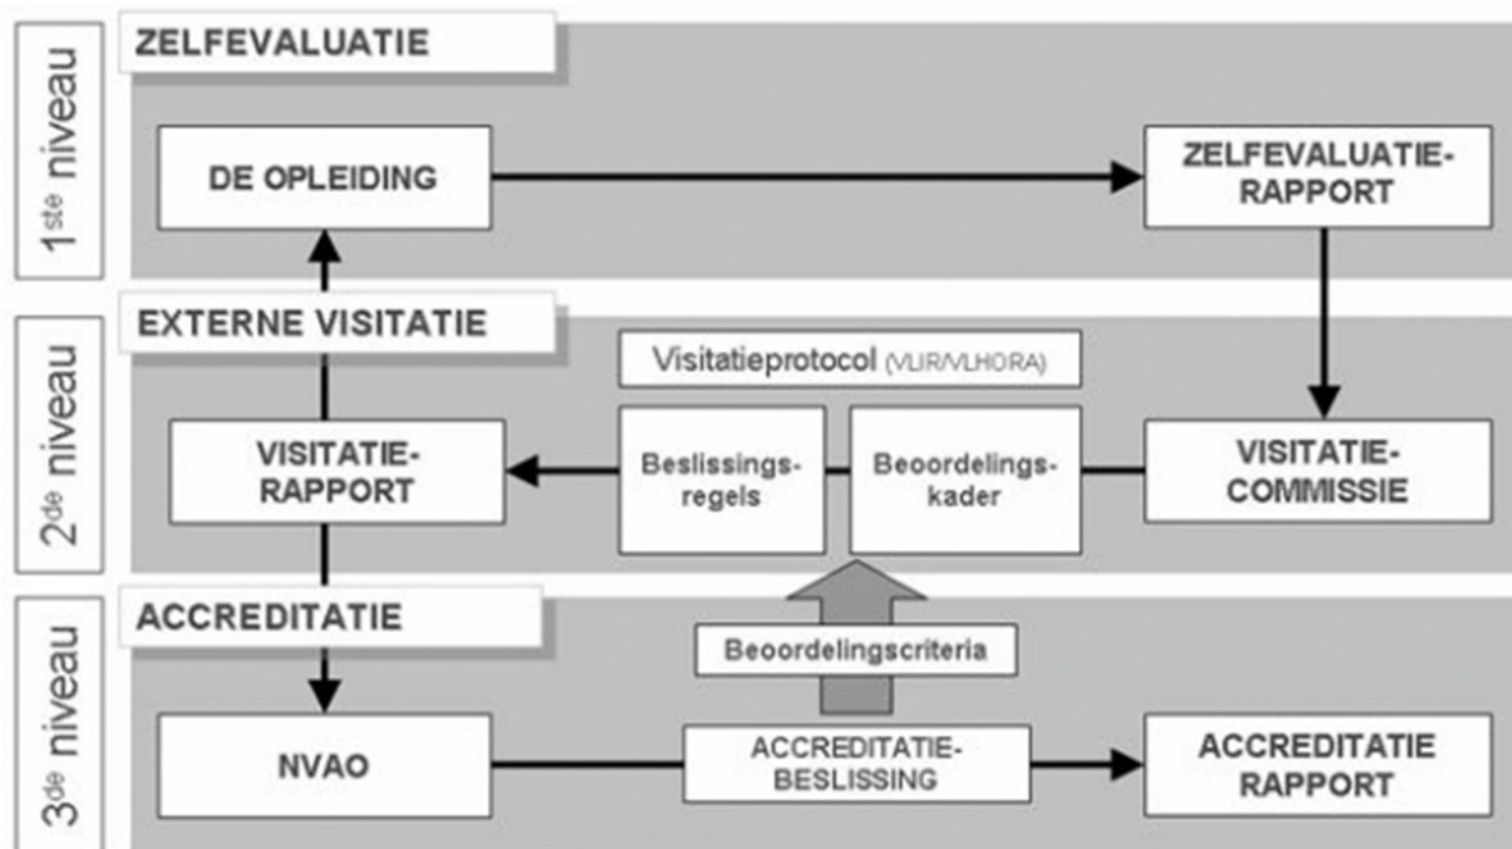 1ste niveau
ZELFEVALUATIE
DE OPLEIDING
ZELFEVALUATIE-
RAPPORT
2de niveau
EXTERNE VISITATIE
Visitatieprotocol (VLIR/VLHORA)
VISITATIE-
RAPPORT
Beslissings-
regels
Beoordelings-
kader
VISITATIE-
COMMISSIE
3de niveau
ACCREDITATIE
Beoordelingscriteria
NVAO
ACCREDITATIE-
BESLISSING
ACCREDITATIE
RAPPORT